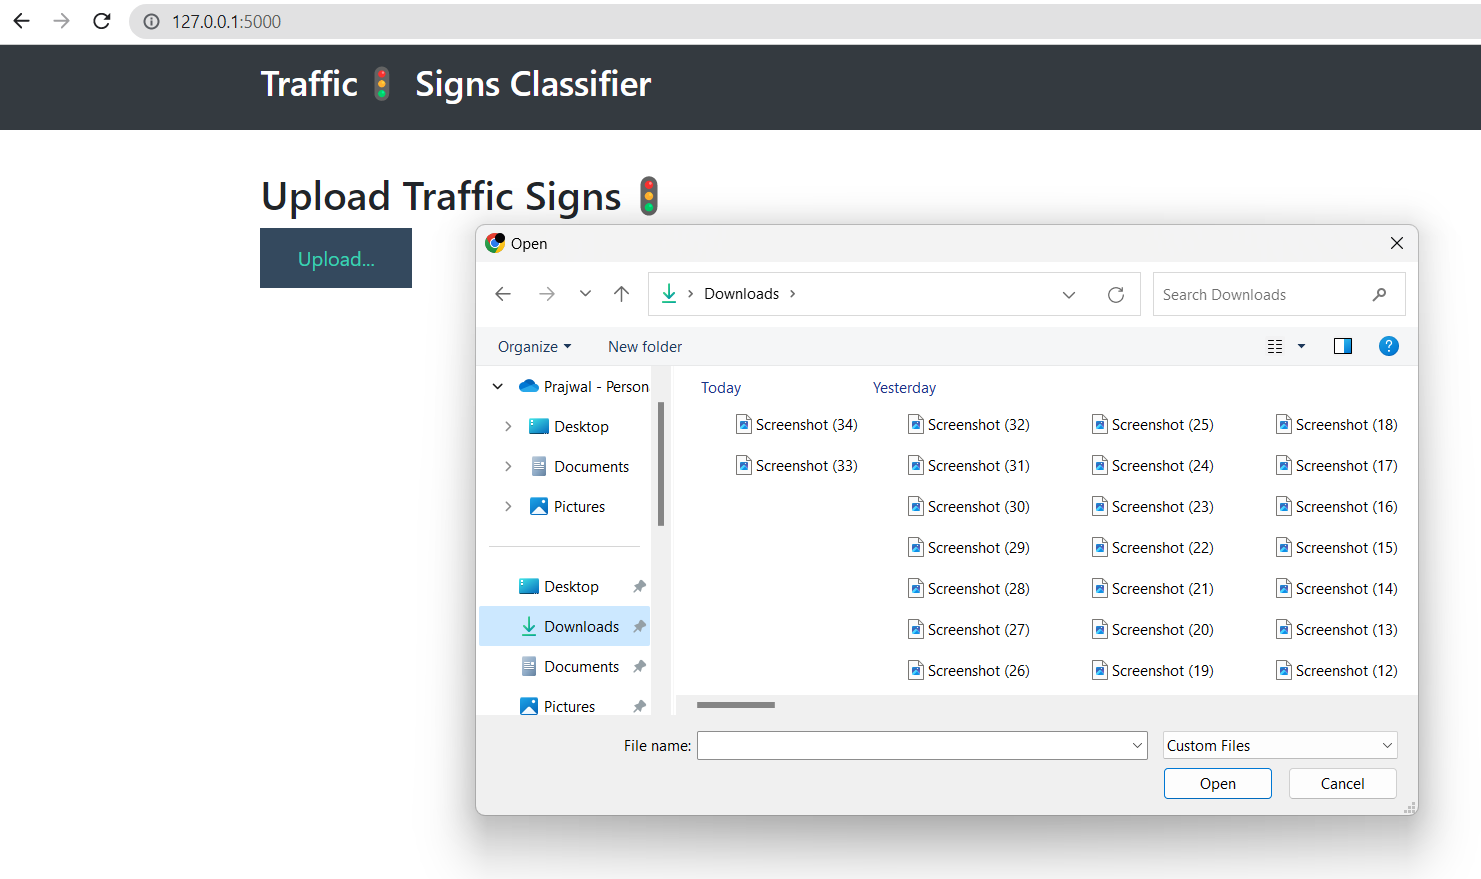 127.0.0.1:5000
Traffic 🚦 Signs Classifier
Upload Traffic Signs 🚦
Upload...
Open
Downloads
Search Downloads
Organize
New folder
?
Prajwal - Person
Desktop
Documents
Pictures
Desktop
Downloads
Documents
Pictures
Today
Yesterday
Screenshot (34)
Screenshot (32)
Screenshot (25)
Screenshot (18)
Screenshot (33)
Screenshot (31)
Screenshot (24)
Screenshot (17)
Screenshot (30)
Screenshot (23)
Screenshot (16)
Screenshot (29)
Screenshot (22)
Screenshot (15)
Screenshot (28)
Screenshot (21)
Screenshot (14)
Screenshot (27)
Screenshot (20)
Screenshot (13)
Screenshot (26)
Screenshot (19)
Screenshot (12)
File name:
Custom Files
Open
Cancel